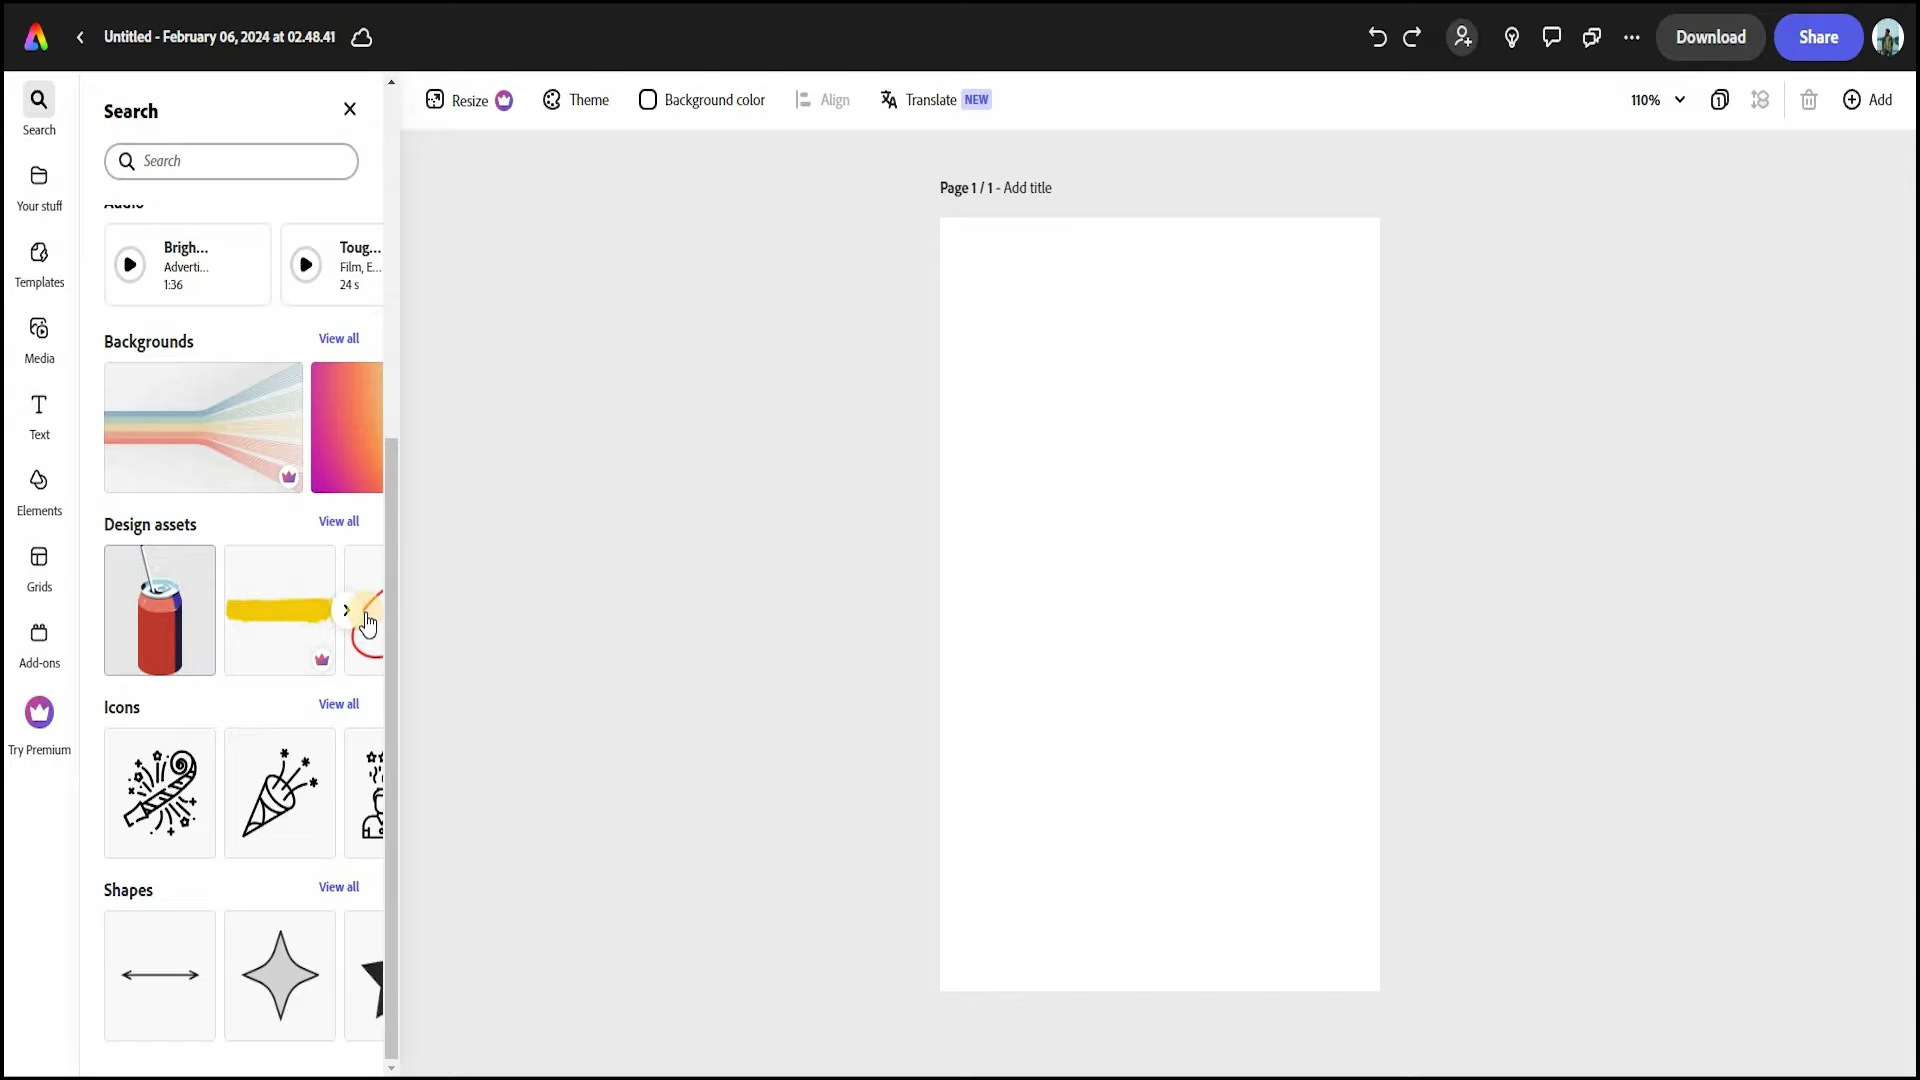 Untitled - February 06, 2024 at 02.48.41
Download
Share
Search
Your stuff
Templates
Media
Text
Elements
Grids
Add-ons
Try Premium
Search
Search
Audio
Brigh...
Adverti...
1:36
Toug...
Film, E...
24 s
Backgrounds
View all
Design assets
View all
Icons
View all
Shapes
View all
Resize
Theme
Background color
Align
Translate NEW
110%
1
Add
Page 1 / 1 - Add title